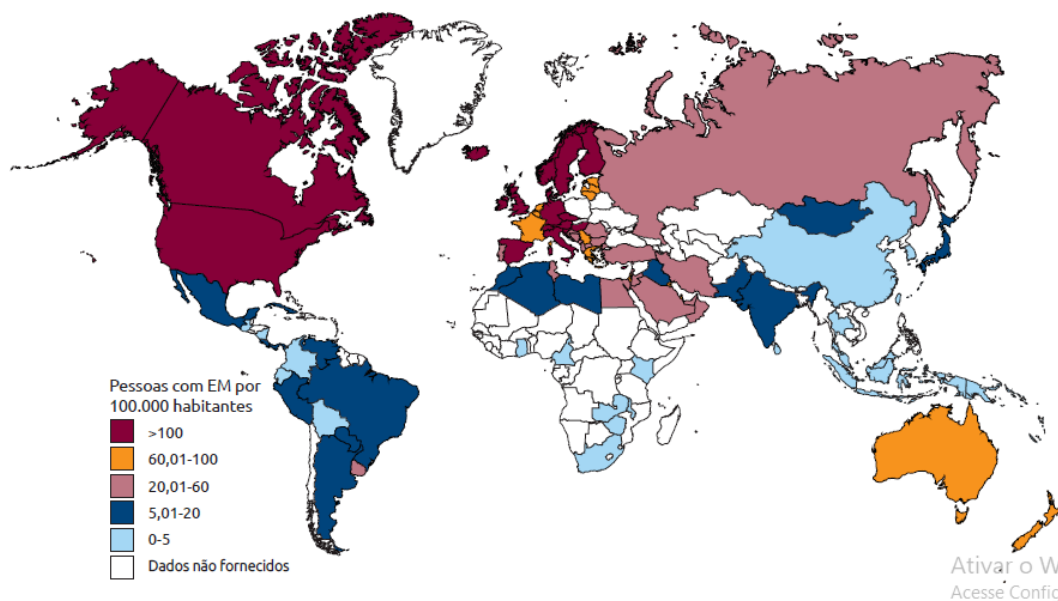 Pessoas com EM por
100.000 habitantes
>100
60,01-100
20,01-60
5,01-20
0-5
Dados não fornecidos
Ativar o W
Acesse Config